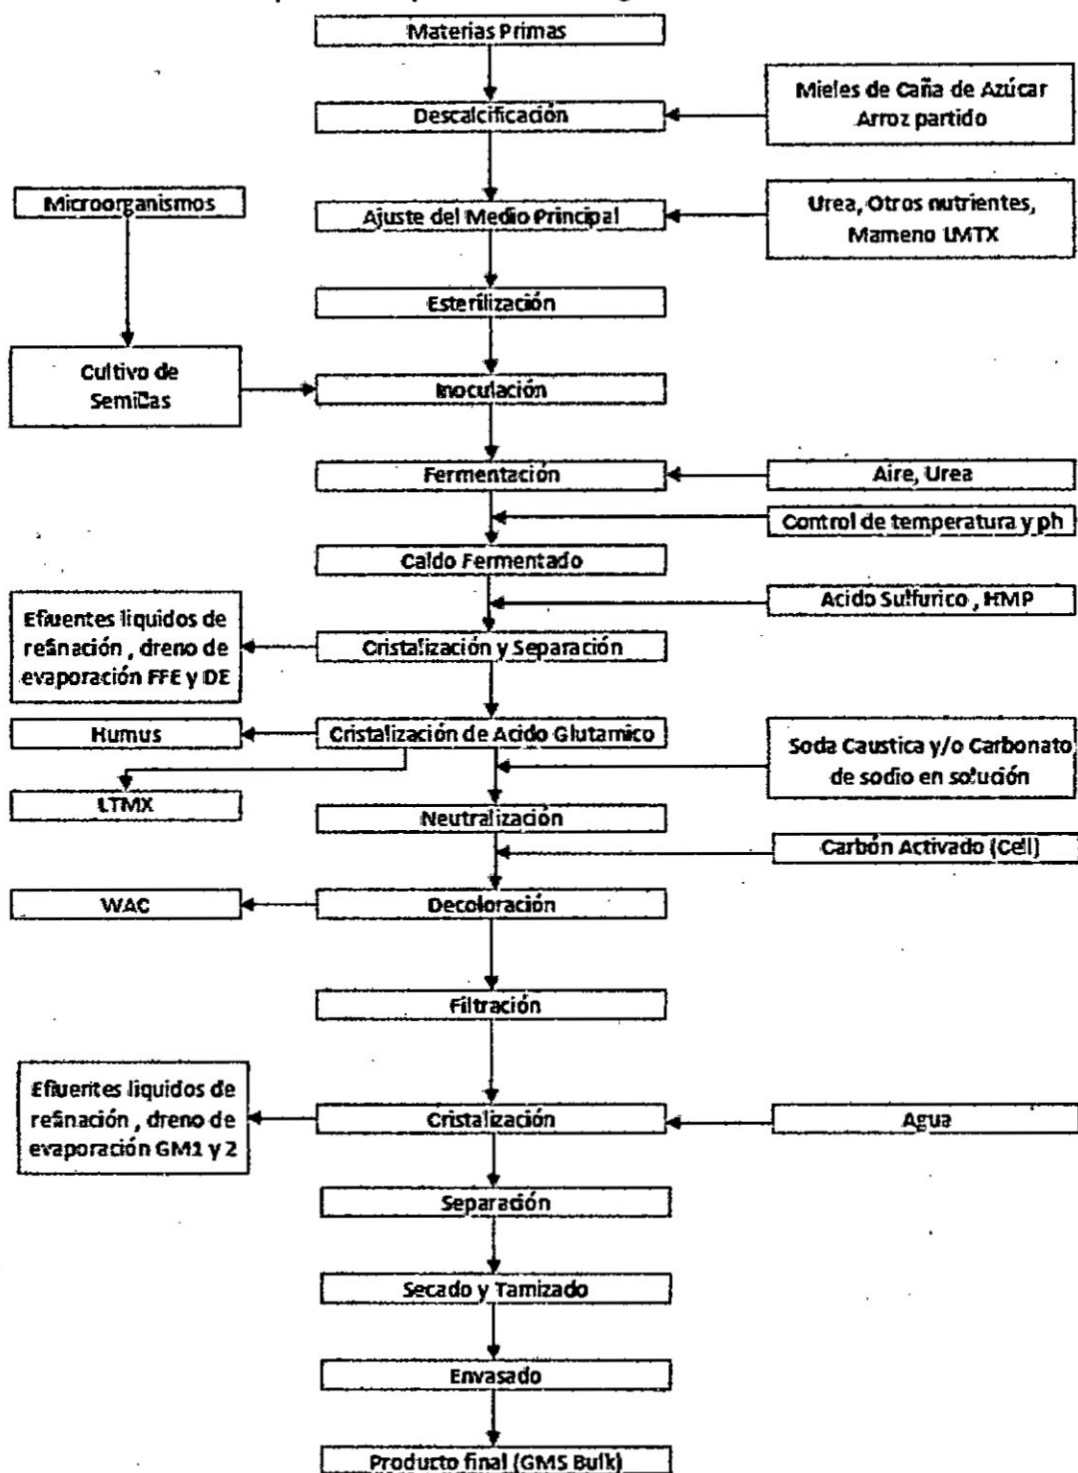 Materias Primas
Descalcificación
Mieles de Caña de Azúcar
Arroz partido
Microorganismos
Ajuste del Medio Principal
Urea, Otros nutrientes,
Mameno LMTX
Esterilización
Cultivo de
Semillas
Inoculación
Fermentación
Aire, Urea
Control de temperatura y ph
Caldo Fermentado
Acido Sulfurico , HMP
Efluentes liquidos de
refinación , dreno de
evaporación FFE y DE
Cristalización y Separación
Humus
Cristalización de Acido Glutamico
Soda Caustica y/o Carbonato
de sodio en solución
LTMX
Neutralización
Carbón Activado (Cell)
WAC
Decoloración
Filtración
Efluentes liquidos de
refinación , dreno de
evaporación GM1 y 2
Cristalización
Agua
Separación
Secado y Tamizado
Envasado
Producto final (GMS Bulk)